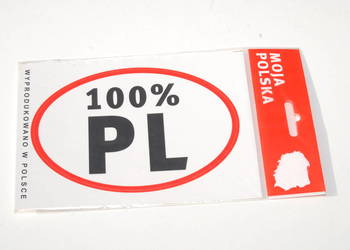 WYPRODUKOWANO W POLSCE
100%
PL
MOJA
POLSKA